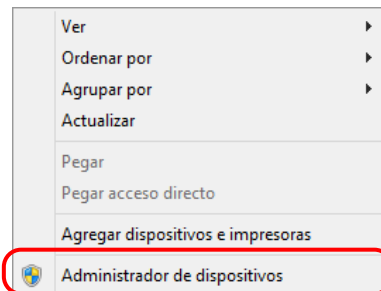 Ver
Ordenar por
Agrupar por
Actualizar
Pegar
Pegar acceso directo
Agregar dispositivos e impresoras
Administrador de dispositivos